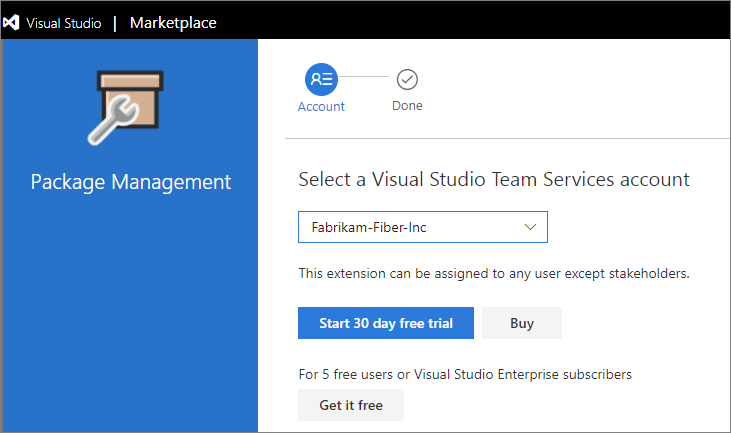 Visual Studio | Marketplace
Package Management
Account
Done
Select a Visual Studio Team Services account
Fabrikam-Fiber-Inc
This extension can be assigned to any user except stakeholders.
Start 30 day free trial
Buy
For 5 free users or Visual Studio Enterprise subscribers
Get it free